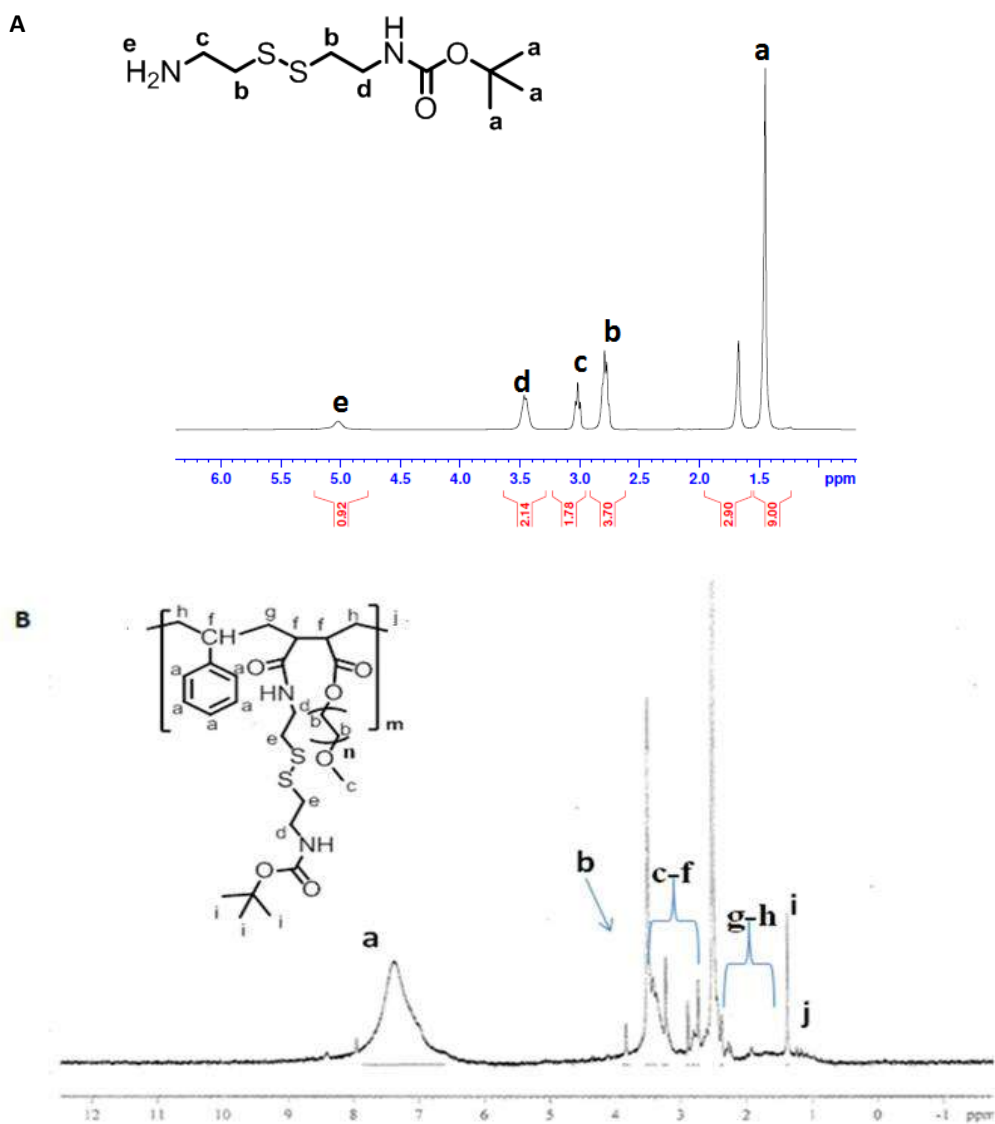 A
e
c
b
H
a
H₂N
S
S
N
O
a
b
d
O
a
a
a
b
c
d
e
6.0 5.5 5.0 4.5 4.0 3.5 3.0 2.5 2.0 1.5 ppm
0.92 2.14 1.78 3.70 2.90 9.00
B
h f g f f h j
CH
a a O O
a a HN O
a d b b m
e n
S O
S c
e
d
NH
O O
i
i i
b c-f
g-h i
a
j
12 11 10 9 8 7 6 5 4 3 2 1 0 -1 ppm